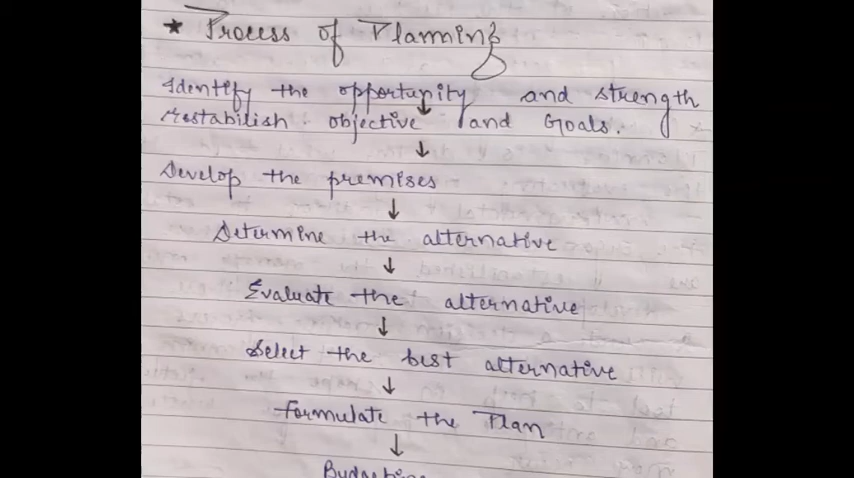 * Process of Planning
Identify the opportunity and strength
Restabilish objective and Goals.
Develop the premises
↓
Determine the alternative
↓
Evaluate the alternative
↓
Select the best alternative
↓
Formulate the Plan
↓